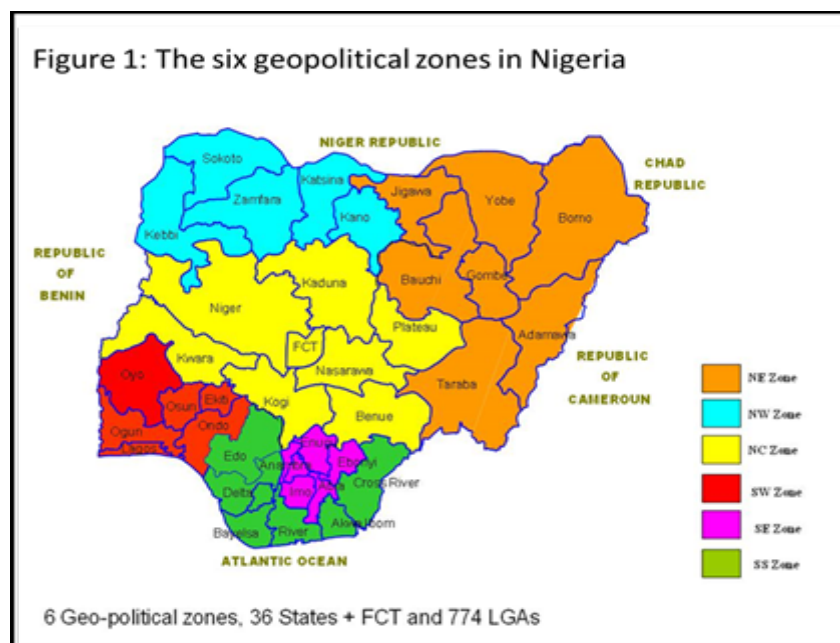 Figure 1: The six geopolitical zones in Nigeria
NIGER REPUBLIC
CHAD
REPUBLIC
Sokoto
Katsina
Jigawa
Yobe
Zamfara
Kano
Borno
Kebbi
REPUBLIC
OF
BENIN
Kaduna
Bauchi
Gombe
Niger
Plateau
Adamawa
FCT
Kwara
Nasarawa
Taraba
REPUBLIC
OF
CAMEROUN
Oyo
Osun
Ekiti
Kogi
Benue
Ogun
Ondo
Lagos
Edo
Enugu
Anambra
Ebonyi
Delta
Imo
Abia
Cross River
Bayelsa
River
Akwa Ibom
ATLANTIC OCEAN
NE Zone
NW Zone
NC Zone
SW Zone
SE Zone
SS Zone
6 Geo-political zones, 36 States + FCT and 774 LGAs